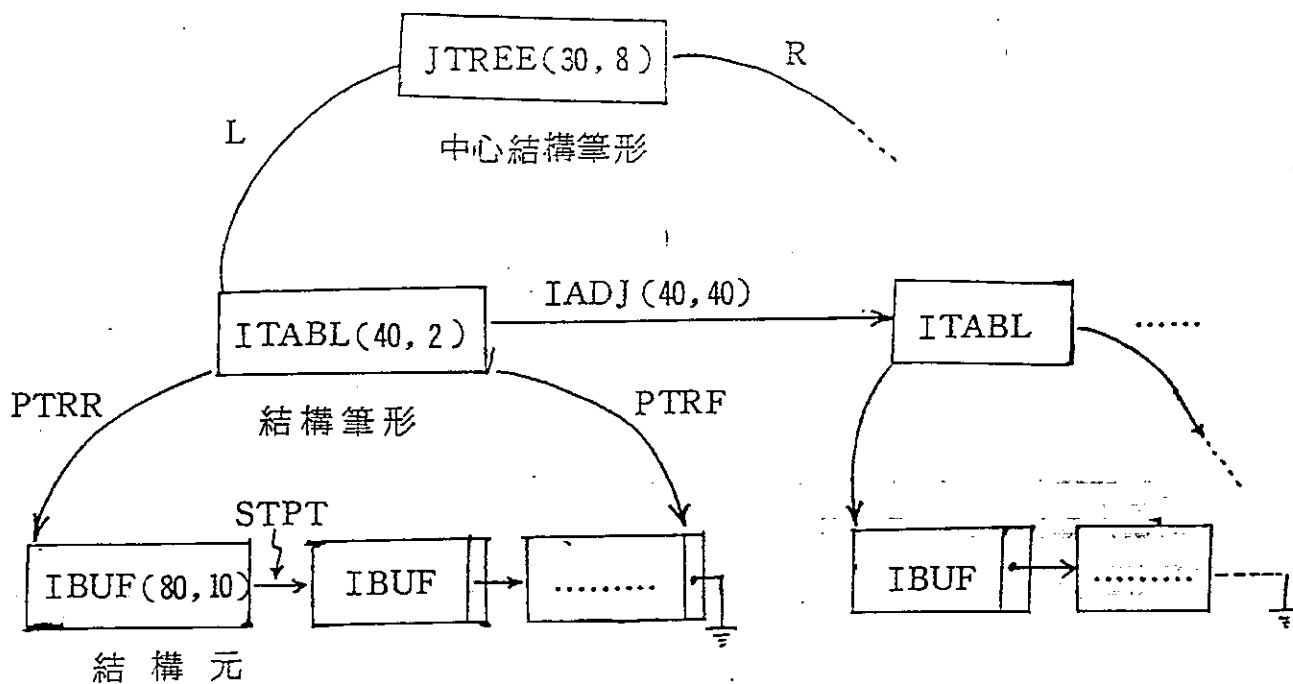 JTREE(30,8)
R
L
中心結構筆形
IADJ(40,40)
ITABL(40,2)
ITABL
......
PTRR
結構筆形
PTRF
STPT
IBUF(80,10)
IBUF
.........
IBUF
.........
結構元